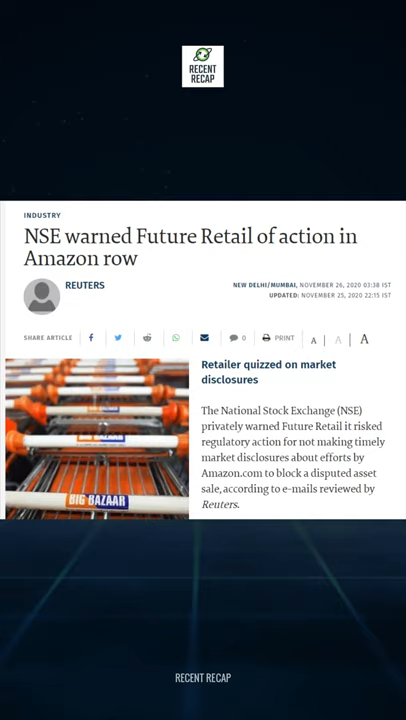 RECENT
RECAP
INDUSTRY
NSE warned Future Retail of action in
Amazon row
REUTERS
NEW DELHI/MUMBAI, NOVEMBER 26, 2020 03:38 IST
UPDATED: NOVEMBER 25, 2020 22:15 IST
SHARE ARTICLE
0
PRINT
A | A | A
Retailer quizzed on market
disclosures
The National Stock Exchange (NSE)
privately warned Future Retail it risked
regulatory action for not making timely
market disclosures about efforts by
Amazon.com to block a disputed asset
sale, according to e-mails reviewed by
Reuters.
BIG BAZAAR
RECENT RECAP